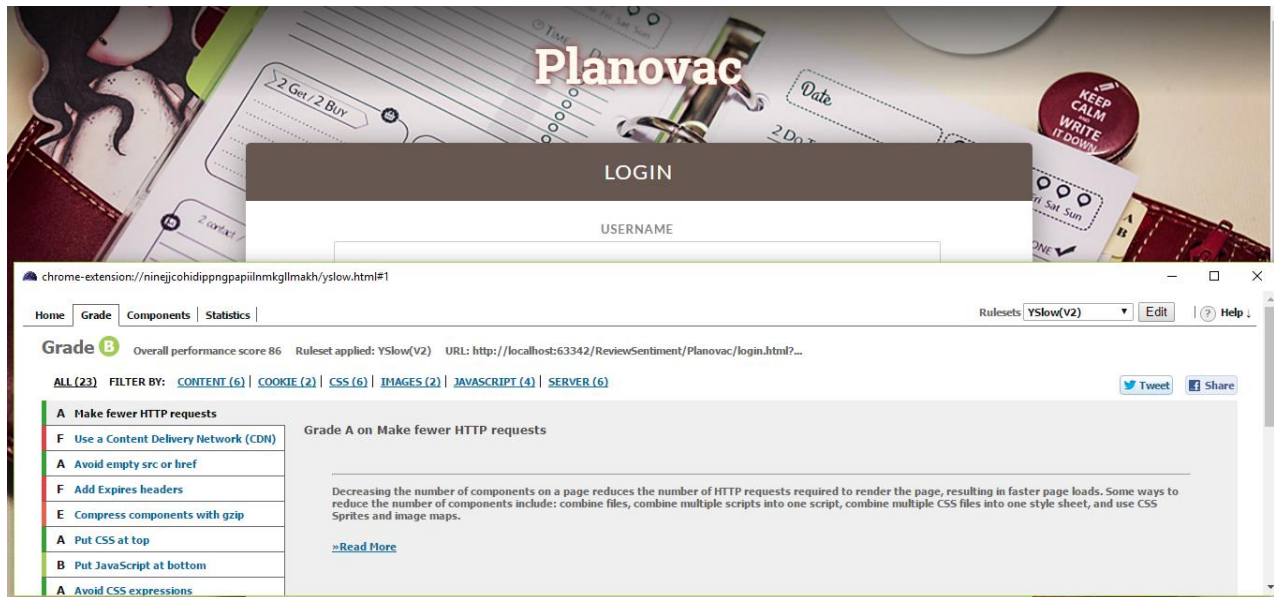 2 Get / 2 Buy
TIME
Fri Sat Sun
Planovac
Date
KEEP
CALM
AND
WRITE
IT DOWN
2 Do T
LOGIN
Fri Sat Sun
2 contact /
USERNAME
A
B
ONE
chrome-extension://ninejjcohidippngpapiilnmkgllmakh/yslow.html#1
Home Grade Components Statistics
Rulesets YSlow(V2) Edit ? Help ↓
Grade B Overall performance score 86 Ruleset applied: YSlow(V2) URL: http://localhost:63342/ReviewSentiment/Planovac/login.html?...
ALL (23) FILTER BY: CONTENT (6) | COOKIE (2) | CSS (6) | IMAGES (2) | JAVASCRIPT (4) | SERVER (6)
Tweet Share
A Make fewer HTTP requests
F Use a Content Delivery Network (CDN)
A Avoid empty src or href
F Add Expires headers
E Compress components with gzip
A Put CSS at top
B Put JavaScript at bottom
A Avoid CSS expressions
Grade A on Make fewer HTTP requests
Decreasing the number of components on a page reduces the number of HTTP requests required to render the page, resulting in faster page loads. Some ways to
reduce the number of components include: combine files, combine multiple scripts into one script, combine multiple CSS files into one style sheet, and use CSS
Sprites and image maps.
»Read More